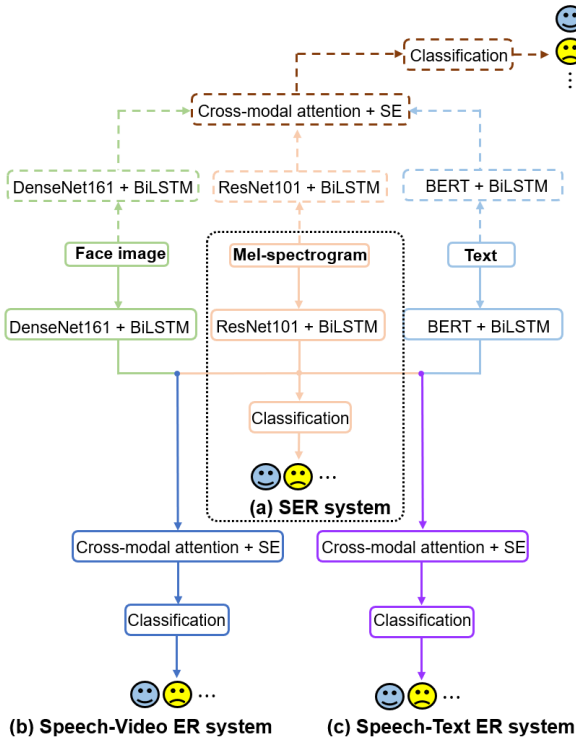 Classification
⋮
Cross-modal attention + SE
DenseNet161 + BiLSTM
ResNet101 + BiLSTM
BERT + BiLSTM
Face image
Mel-spectrogram
Text
DenseNet161 + BiLSTM
ResNet101 + BiLSTM
BERT + BiLSTM
Classification
...
(a) SER system
Cross-modal attention + SE
Cross-modal attention + SE
Classification
Classification
...
...
(b) Speech-Video ER system
(c) Speech-Text ER system